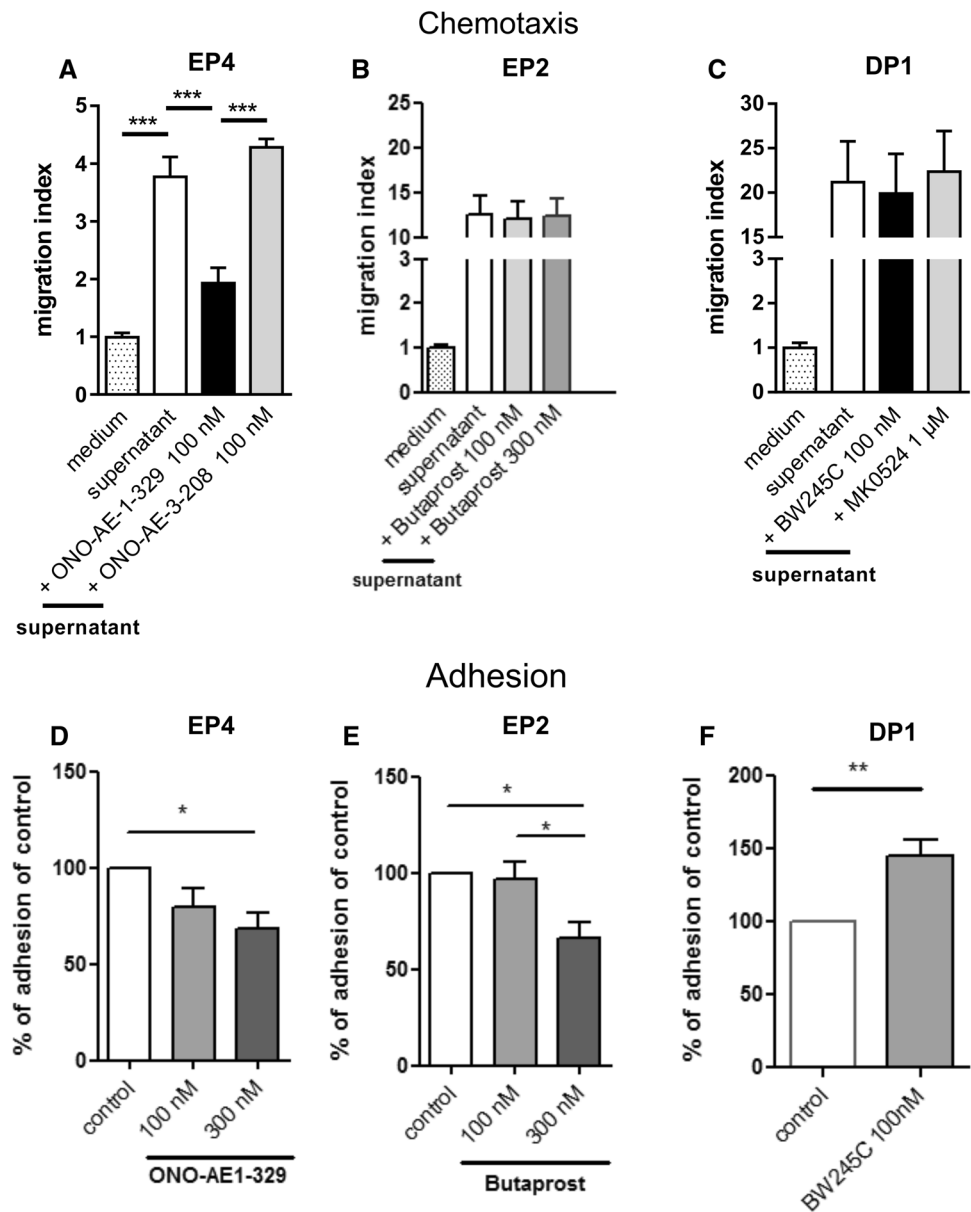 Chemotaxis
A
EP4
migration index
5
4
3
2
1
0
***
***
***
medium
supernatant
+ ONO-AE-1-329 100 nM
+ ONO-AE-3-208 100 nM
supernatant
B
EP2
migration index
25
20
15
10
3
2
1
0
medium
supernatant
+ Butaprost 100 nM
+ Butaprost 300 nM
supernatant
C
DP1
migration index
30
25
20
15
3
2
1
0
medium
supernatant
+ BW245C 100 nM
+ MK0524 1 µM
supernatant
Adhesion
D
EP4
% of adhesion of control
150
100
50
0
*
control
100 nM
300 nM
ONO-AE1-329
E
EP2
% of adhesion of control
150
100
50
0
*
*
control
100 nM
300 nM
Butaprost
F
DP1
% of adhesion of control
200
150
100
50
0
**
control
BW245C 100nM